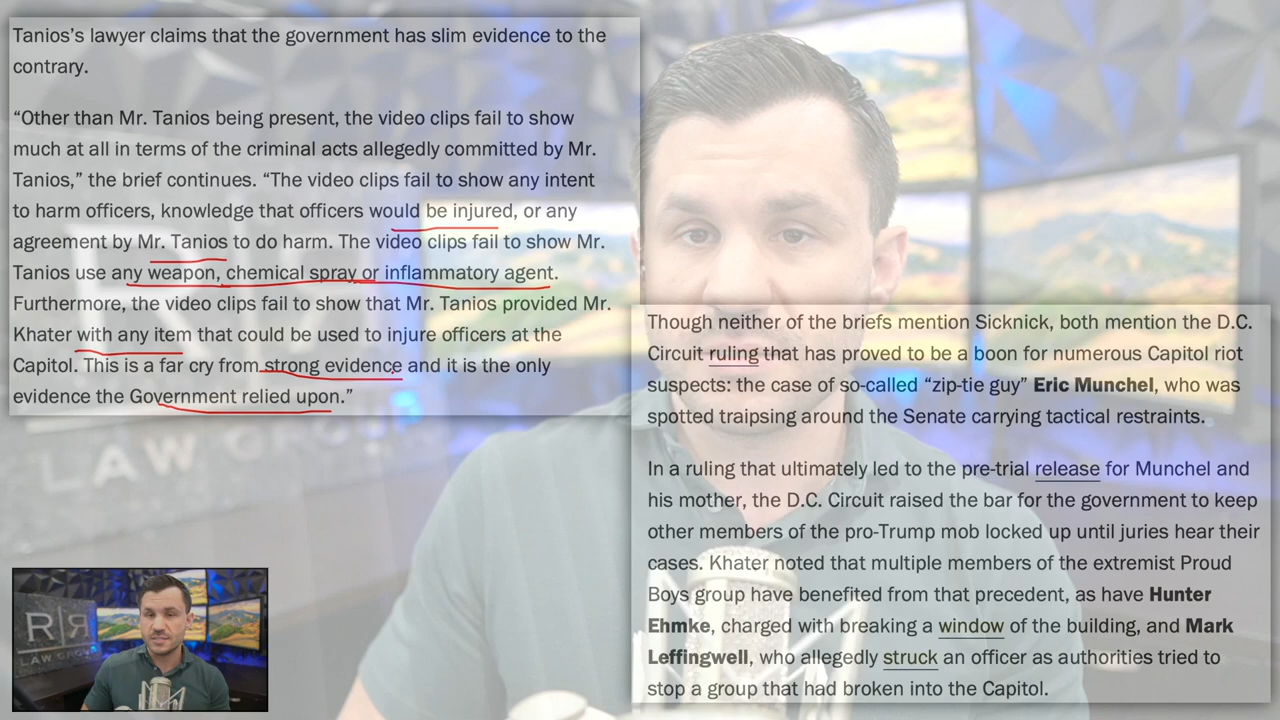 Tanios’s lawyer claims that the government has slim evidence to the
contrary.
“Other than Mr. Tanios being present, the video clips fail to show
much at all in terms of the criminal acts allegedly committed by Mr.
Tanios,” the brief continues. “The video clips fail to show any intent
to harm officers, knowledge that officers would be injured, or any
agreement by Mr. Tanios to do harm. The video clips fail to show Mr.
Tanios use any weapon, chemical spray or inflammatory agent.
Furthermore, the video clips fail to show that Mr. Tanios provided Mr.
Khater with any item that could be used to injure officers at the
Capitol. This is a far cry from strong evidence and it is the only
evidence the Government relied upon.”
Though neither of the briefs mention Sicknick, both mention the D.C.
Circuit ruling that has proved to be a boon for numerous Capitol riot
suspects: the case of so-called “zip-tie guy” Eric Munchel, who was
spotted traipsing around the Senate carrying tactical restraints.
In a ruling that ultimately led to the pre-trial release for Munchel and
his mother, the D.C. Circuit raised the bar for the government to keep
other members of the pro-Trump mob locked up until juries hear their
cases. Khater noted that multiple members of the extremist Proud
Boys group have benefited from that precedent, as have Hunter
Ehmke, charged with breaking a window of the building, and Mark
Leffingwell, who allegedly struck an officer as authorities tried to
stop a group that had broken into the Capitol.
LAW GROUP
R|R
LAW GROUP